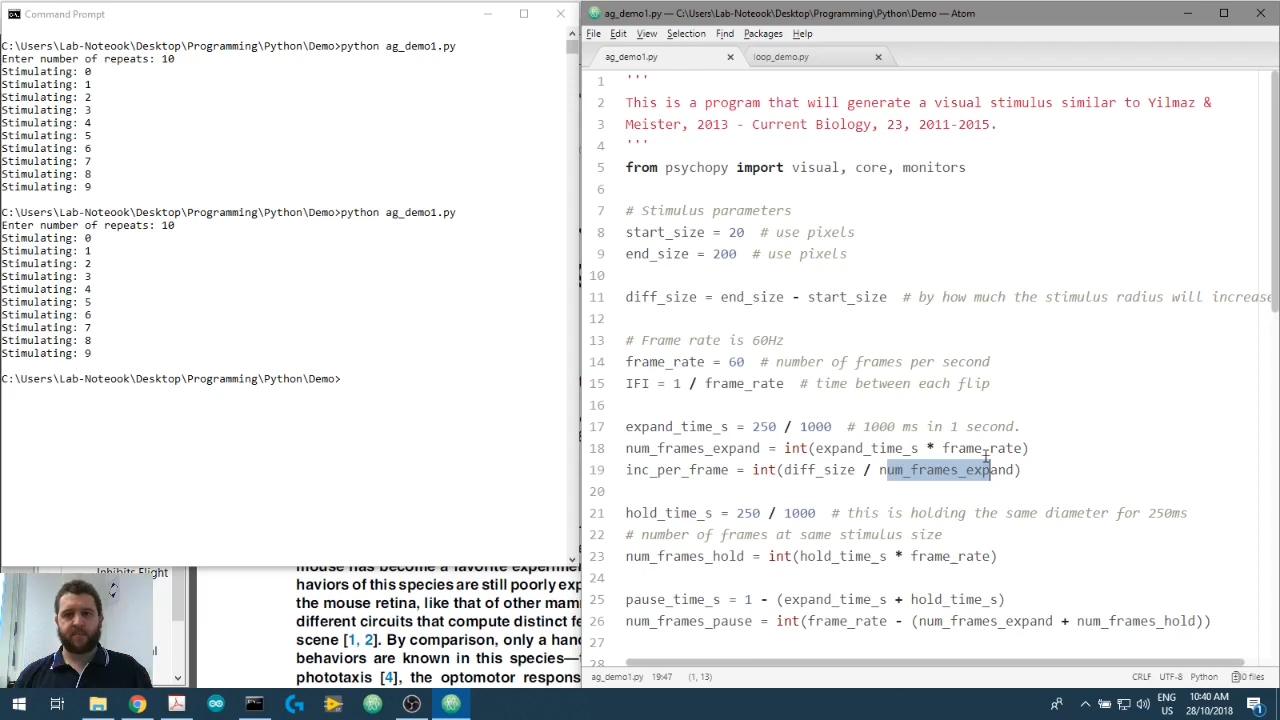 Command Prompt
C:\Users\Lab-Noteook\Desktop\Programming\Python\Demo>python ag_demo1.py
Enter number of repeats: 10
Stimulating: 0
Stimulating: 1
Stimulating: 2
Stimulating: 3
Stimulating: 4
Stimulating: 5
Stimulating: 6
Stimulating: 7
Stimulating: 8
Stimulating: 9
C:\Users\Lab-Noteook\Desktop\Programming\Python\Demo>python ag_demo1.py
Enter number of repeats: 10
Stimulating: 0
Stimulating: 1
Stimulating: 2
Stimulating: 3
Stimulating: 4
Stimulating: 5
Stimulating: 6
Stimulating: 7
Stimulating: 8
Stimulating: 9
C:\Users\Lab-Noteook\Desktop\Programming\Python\Demo>
Inhibits Flight
mouse has become a favorite experim
haviors of this species are still poorly exp
the mouse retina, like that of other mam
different circuits that compute distinct fe
scene [1, 2]. By comparison, only a hand
behaviors are known in this species—
phototaxis [4], the optomotor respons
ag_demo1.py — C:\Users\Lab-Noteook\Desktop\Programming\Python\Demo — Atom
File Edit View Selection Find Packages Help
ag_demo1.py loop_demo.py
1 '''
2 This is a program that will generate a visual stimulus similar to Yilmaz &
3 Meister, 2013 - Current Biology, 23, 2011-2015.
4 '''
5 from psychopy import visual, core, monitors
6
7 # Stimulus parameters
8 start_size = 20 # use pixels
9 end_size = 200 # use pixels
10
11 diff_size = end_size - start_size # by how much the stimulus radius will increase
12
13 # Frame rate is 60Hz
14 frame_rate = 60 # number of frames per second
15 IFI = 1 / frame_rate # time between each flip
16
17 expand_time_s = 250 / 1000 # 1000 ms in 1 second.
18 num_frames_expand = int(expand_time_s * frame_rate)
19 inc_per_frame = int(diff_size / num_frames_expand)
20
21 hold_time_s = 250 / 1000 # this is holding the same diameter for 250ms
22 # number of frames at same stimulus size
23 num_frames_hold = int(hold_time_s * frame_rate)
24
25 pause_time_s = 1 - (expand_time_s + hold_time_s)
26 num_frames_pause = int(frame_rate - (num_frames_expand + num_frames_hold))
27
28
ag_demo1.py 19:47 (1, 13) CRLF UTF-8 Python 0 files
ENG
US
10:40 AM
28/10/2018